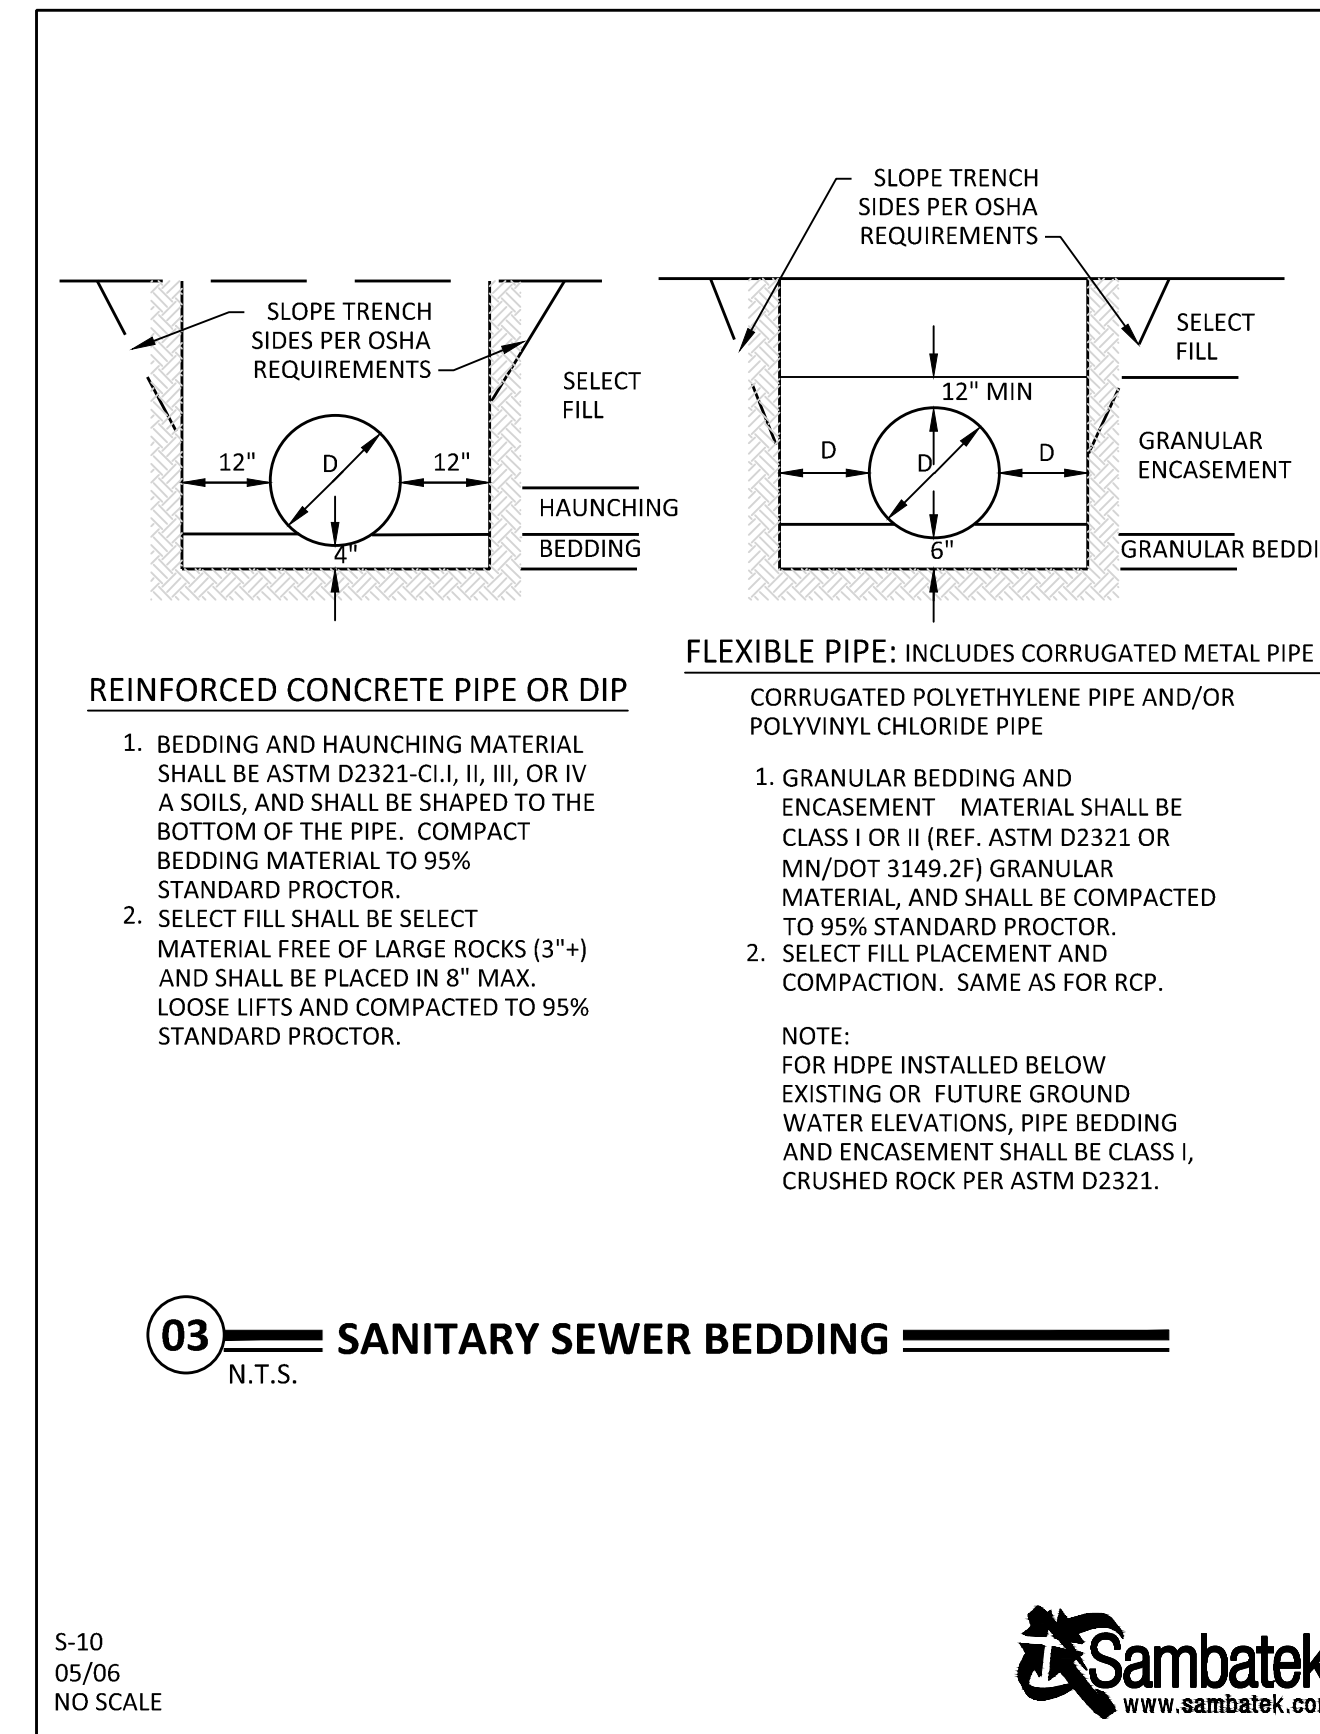 SLOPE TRENCH
SIDES PER OSHA
REQUIREMENTS
SELECT
FILL
12"
D
12"
HAUNCHING
4"
BEDDING
SLOPE TRENCH
SIDES PER OSHA
REQUIREMENTS
SELECT
FILL
12" MIN
D
D
D
GRANULAR
ENCASEMENT
6"
GRANULAR BEDDI
REINFORCED CONCRETE PIPE OR DIP
1. BEDDING AND HAUNCHING MATERIAL
SHALL BE ASTM D2321-CI.I, II, III, OR IV
A SOILS, AND SHALL BE SHAPED TO THE
BOTTOM OF THE PIPE. COMPACT
BEDDING MATERIAL TO 95%
STANDARD PROCTOR.
2. SELECT FILL SHALL BE SELECT
MATERIAL FREE OF LARGE ROCKS (3"+)
AND SHALL BE PLACED IN 8" MAX.
LOOSE LIFTS AND COMPACTED TO 95%
STANDARD PROCTOR.
FLEXIBLE PIPE: INCLUDES CORRUGATED METAL PIPE
CORRUGATED POLYETHYLENE PIPE AND/OR
POLYVINYL CHLORIDE PIPE
1. GRANULAR BEDDING AND
ENCASEMENT MATERIAL SHALL BE
CLASS I OR II (REF. ASTM D2321 OR
MN/DOT 3149.2F) GRANULAR
MATERIAL, AND SHALL BE COMPACTED
TO 95% STANDARD PROCTOR.
2. SELECT FILL PLACEMENT AND
COMPACTION. SAME AS FOR RCP.
NOTE:
FOR HDPE INSTALLED BELOW
EXISTING OR FUTURE GROUND
WATER ELEVATIONS, PIPE BEDDING
AND ENCASEMENT SHALL BE CLASS I,
CRUSHED ROCK PER ASTM D2321.
03 SANITARY SEWER BEDDING
N.T.S.
S-10
05/06
NO SCALE
Sambatek
www.sambatek.com